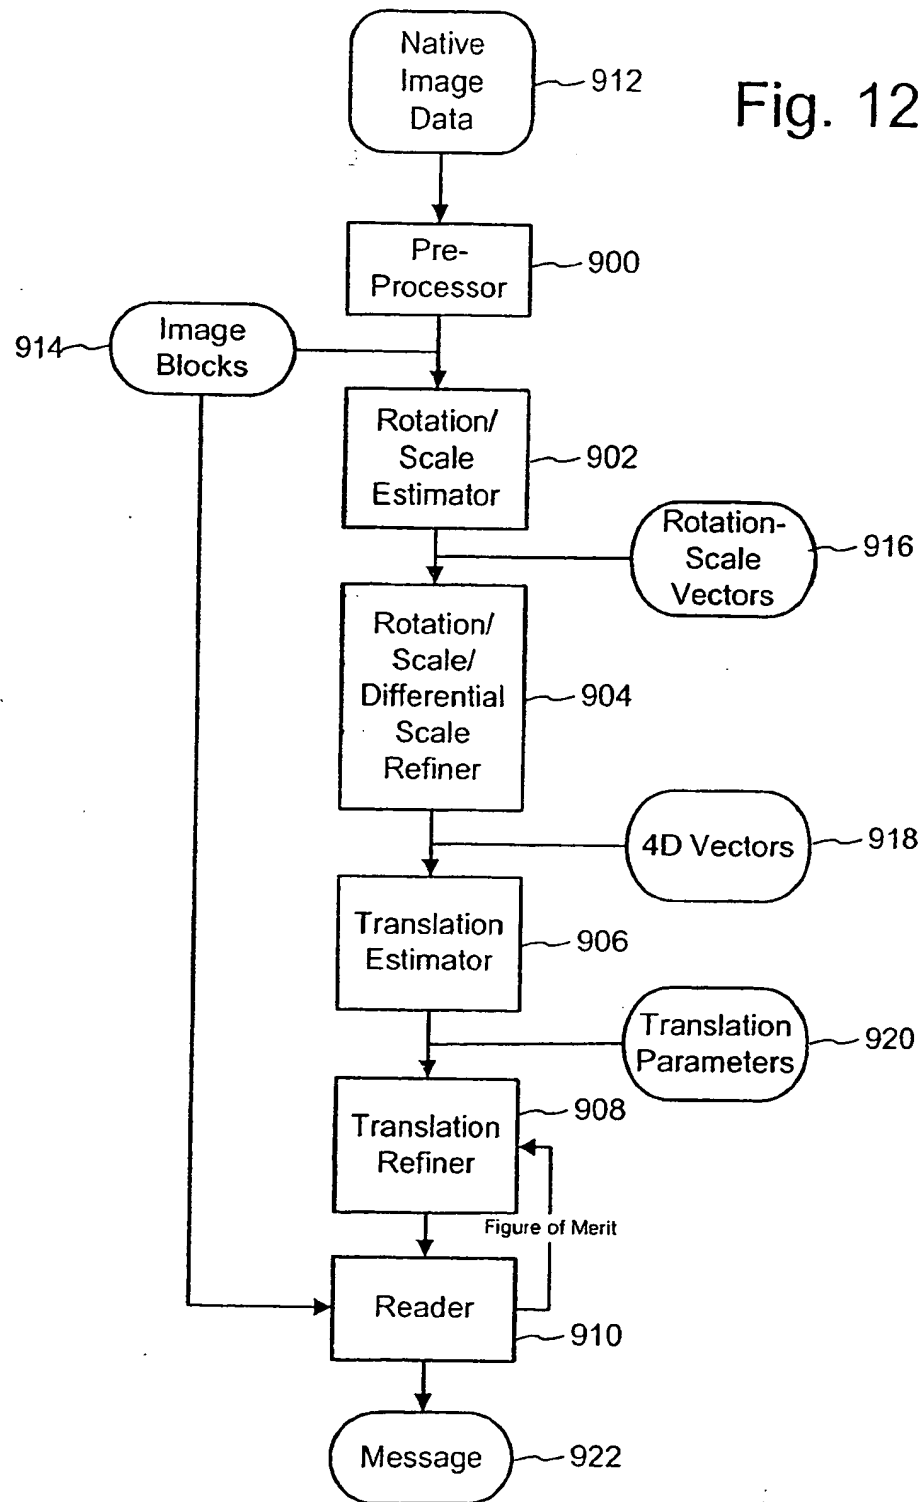 Native
Image
Data
912
Fig. 12
Pre-
Processor
900
914
Image
Blocks
Rotation/
Scale
Estimator
902
Rotation-
Scale
Vectors
916
Rotation/
Scale/
Differential
Scale
Refiner
904
4D Vectors
918
Translation
Estimator
906
Translation
Parameters
920
Translation
Refiner
908
Figure of Merit
Reader
910
Message
922